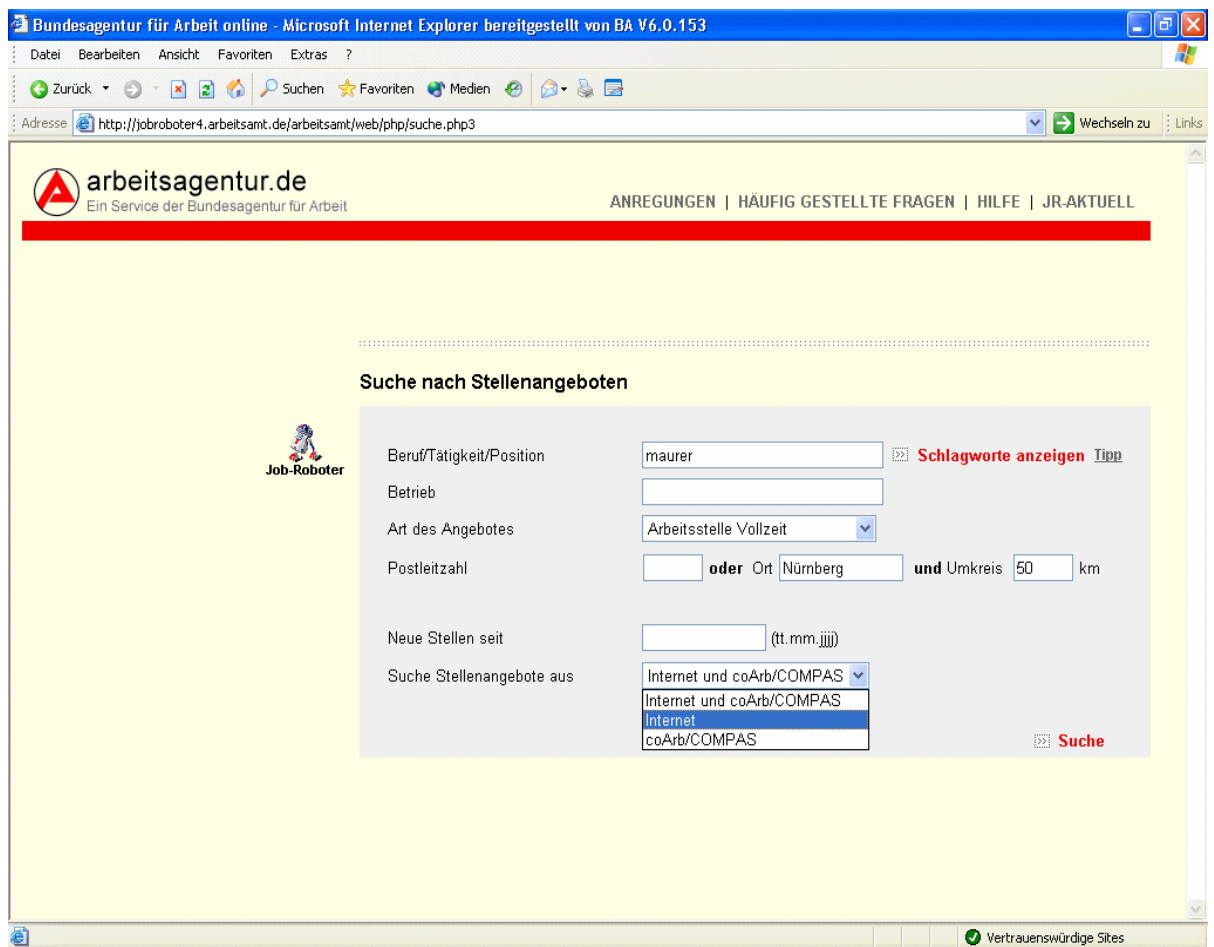 Bundesagentur für Arbeit online - Microsoft Internet Explorer bereitgestellt von BA V6.0.153
Datei Bearbeiten Ansicht Favoriten Extras ?
Zurück Suchen Favoriten Medien
Adresse http://jobroboter4.arbeitsamt.de/arbeitsamt/web/php/suche.php3 Wechseln zu Links
arbeitsagentur.de
Ein Service der Bundesagentur für Arbeit
ANREGUNGEN | HÄUFIG GESTELLTE FRAGEN | HILFE | JR-AKTUELL
Suche nach Stellenangeboten
Job-Roboter
Beruf/Tätigkeit/Position maurer Schlagworte anzeigen Tipp
Betrieb
Art des Angebotes Arbeitsstelle Vollzeit
Postleitzahl oder Ort Nürnberg und Umkreis 50 km
Neue Stellen seit (tt.mm.jjjj)
Suche Stellenangebote aus Internet und coArb/COMPAS
Internet und coArb/COMPAS
Internet
coArb/COMPAS
Suche
Vertrauenswürdige Sites